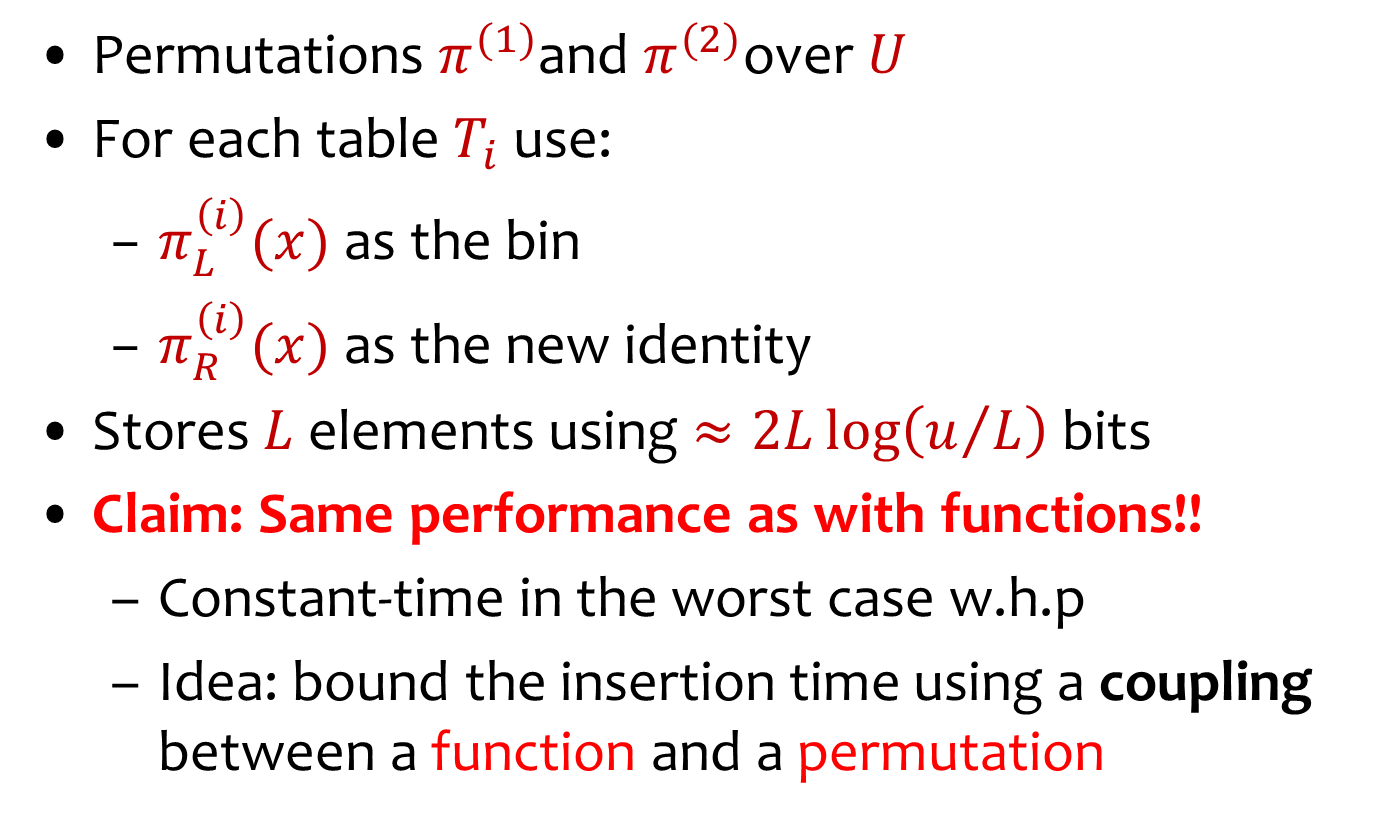 • Permutations π⁽¹⁾and π⁽²⁾over U
• For each table Tᵢ use:
– π_L^(i)(x) as the bin
– π_R^(i)(x) as the new identity
• Stores L elements using ≈ 2L log(u/L) bits
• Claim: Same performance as with functions!!
– Constant-time in the worst case w.h.p
– Idea: bound the insertion time using a coupling
between a function and a permutation